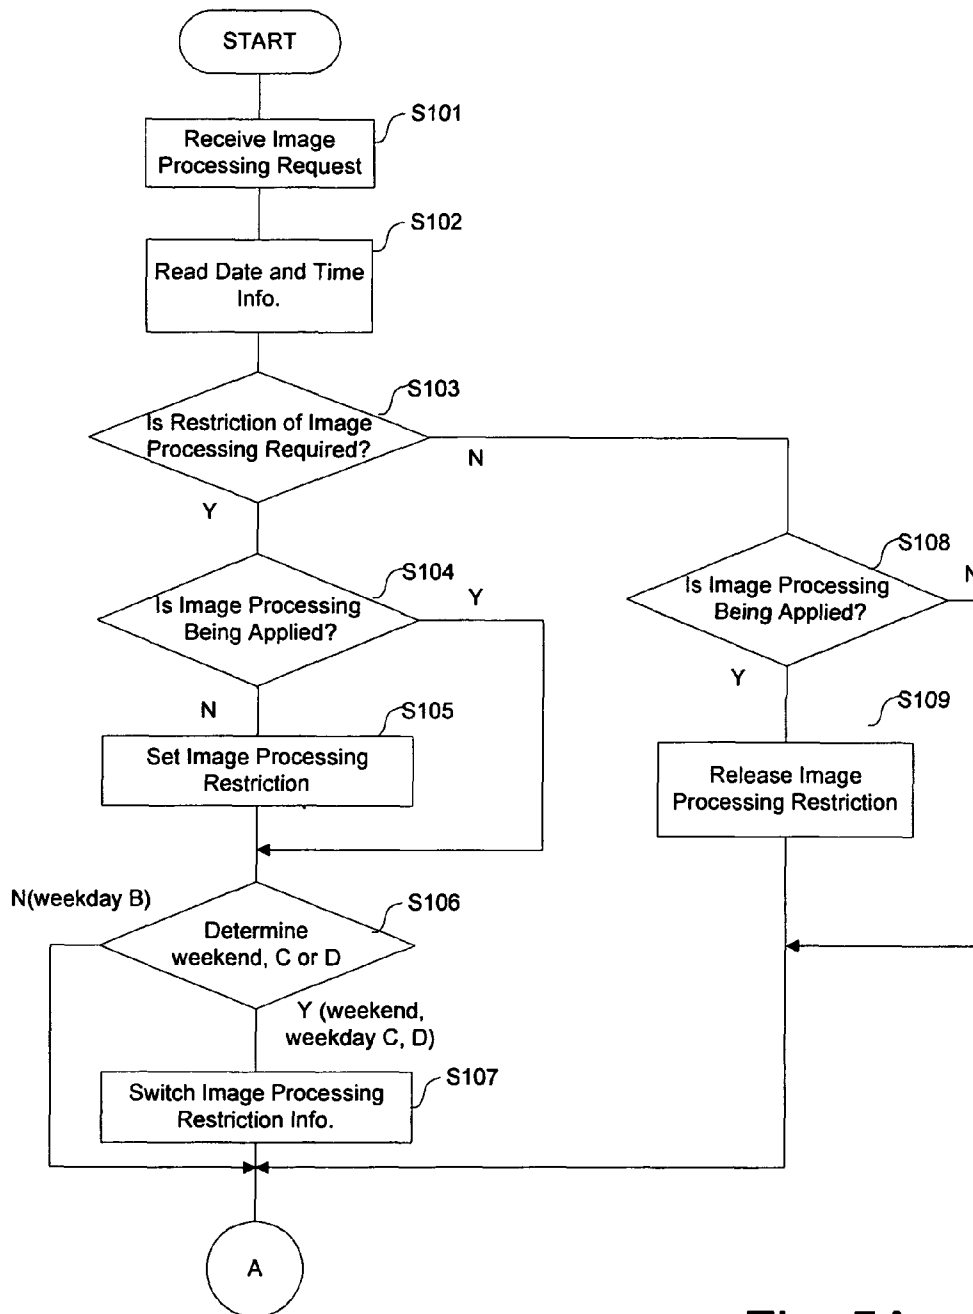 START
S101
Receive Image
Processing Request
S102
Read Date and Time
Info.
S103
Is Restriction of Image
Processing Required?
N
Y
S104
Is Image Processing
Being Applied?
Y
N
S108
Is Image Processing
Being Applied?
N
Y
S105
Set Image Processing
Restriction
S109
Release Image
Processing Restriction
N(weekday B)
S106
Determine
weekend, C or D
Y (weekend,
weekday C, D)
S107
Switch Image Processing
Restriction Info.
A